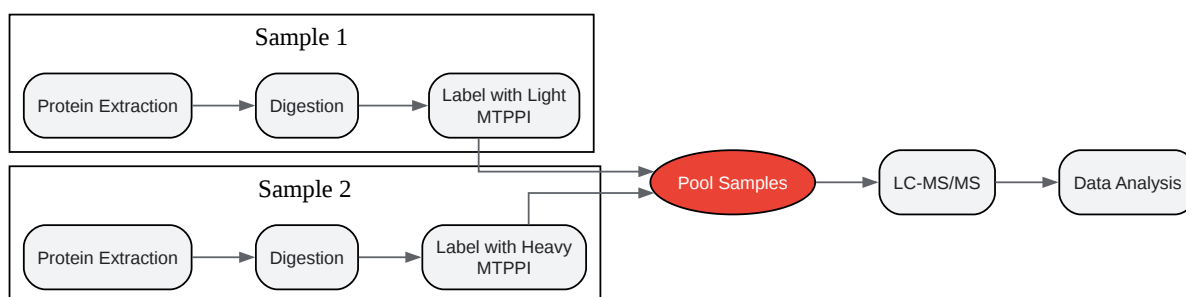 Sample 1
Protein Extraction
Digestion
Label with Light
MTPPI
Sample 2
Protein Extraction
Digestion
Label with Heavy
MTPPI
Pool Samples
LC-MS/MS
Data Analysis